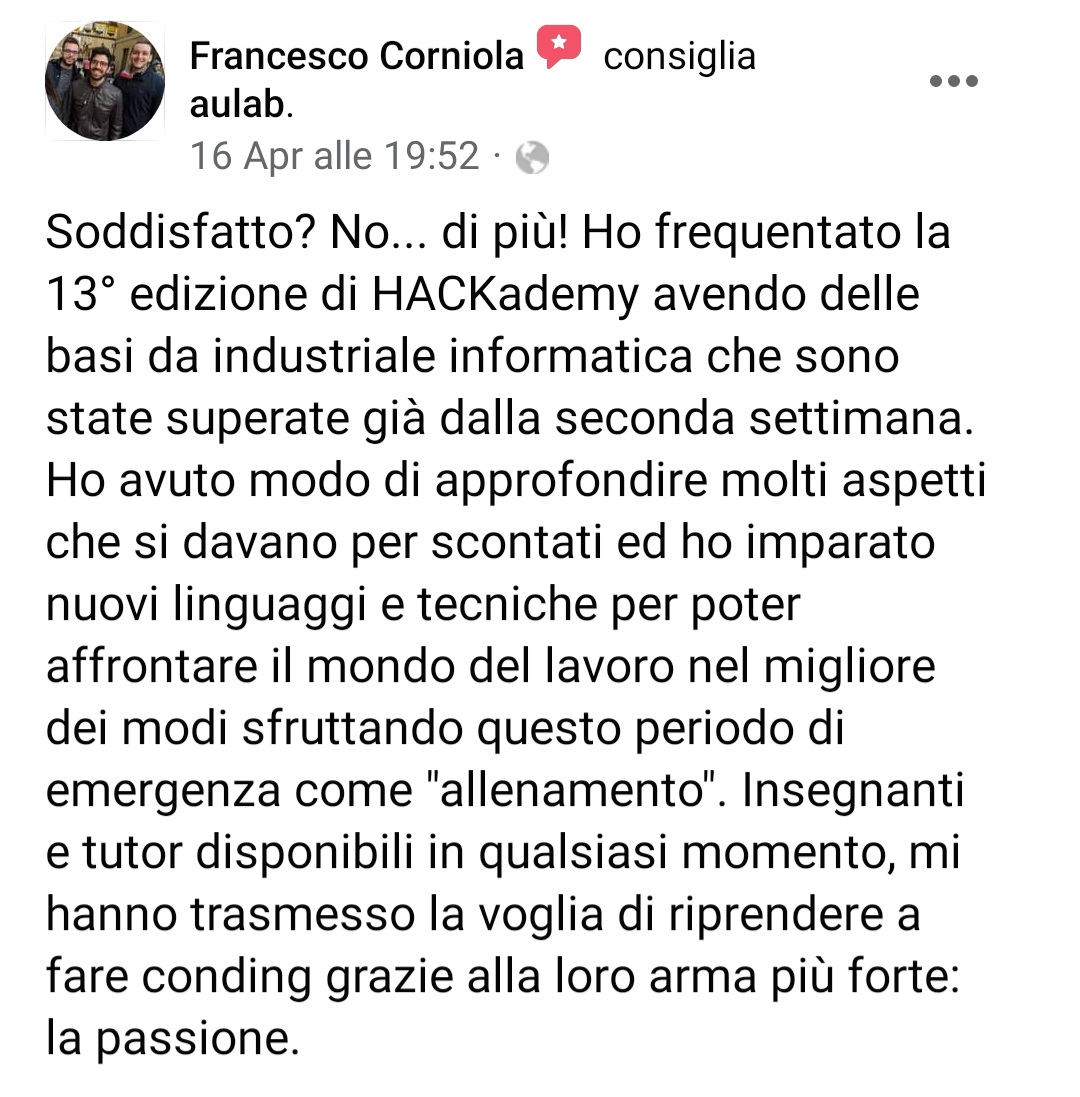 Francesco Corniola consiglia
aulab.
16 Apr alle 19:52 ·
Soddisfatto? No... di più! Ho frequentato la
13° edizione di HACKademy avendo delle
basi da industriale informatica che sono
state superate già dalla seconda settimana.
Ho avuto modo di approfondire molti aspetti
che si davano per scontati ed ho imparato
nuovi linguaggi e tecniche per poter
affrontare il mondo del lavoro nel migliore
dei modi sfruttando questo periodo di
emergenza come "allenamento". Insegnanti
e tutor disponibili in qualsiasi momento, mi
hanno trasmesso la voglia di riprendere a
fare conding grazie alla loro arma più forte:
la passione.